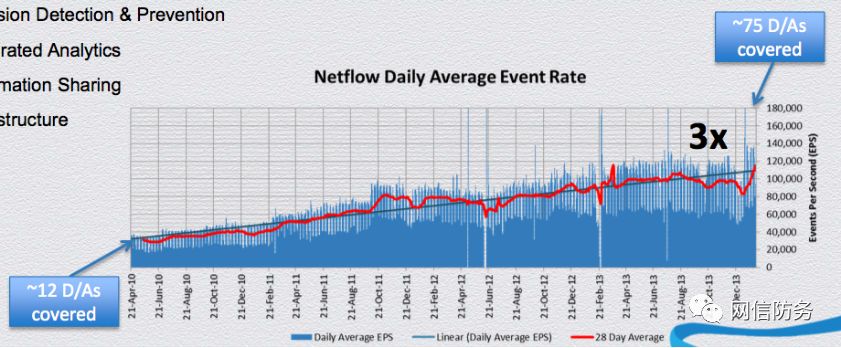 sion Detection & Prevention
rated Analytics
mation Sharing
structure
~75 D/As
covered
Netflow Daily Average Event Rate
3x
180,000
160,000
140,000
120,000
100,000
80,000
60,000
40,000
20,000
0
Events Per Second (EPS)
~12 D/As
covered
21-Apr-10
21-Jun-10
21-Aug-10
21-Oct-10
21-Dec-10
21-Feb-11
21-Apr-11
21-Jun-11
21-Aug-11
21-Oct-11
21-Dec-11
21-Feb-12
21-Apr-12
21-Jun-12
21-Aug-12
21-Oct-12
21-Dec-12
21-Feb-13
21-Apr-13
21-Jun-13
21-Aug-13
21-Oct-13
Dec-13
Daily Average EPS
Linear (Daily Average EPS)
28 Day Average
网信防务